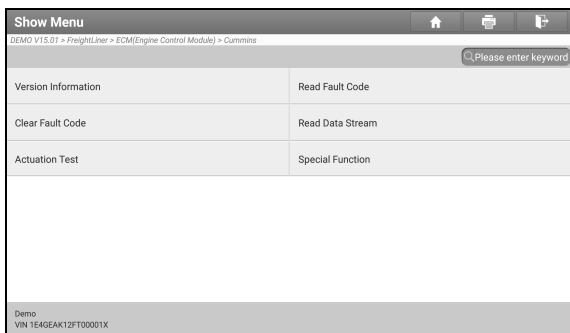 Show Menu
DEMO V15.01 > FreightLiner > ECM(Engine Control Module) > Cummins
Please enter keyword
Version Information
Read Fault Code
Clear Fault Code
Read Data Stream
Actuation Test
Special Function
Demo
VIN 1E4GEAK12FT00001X